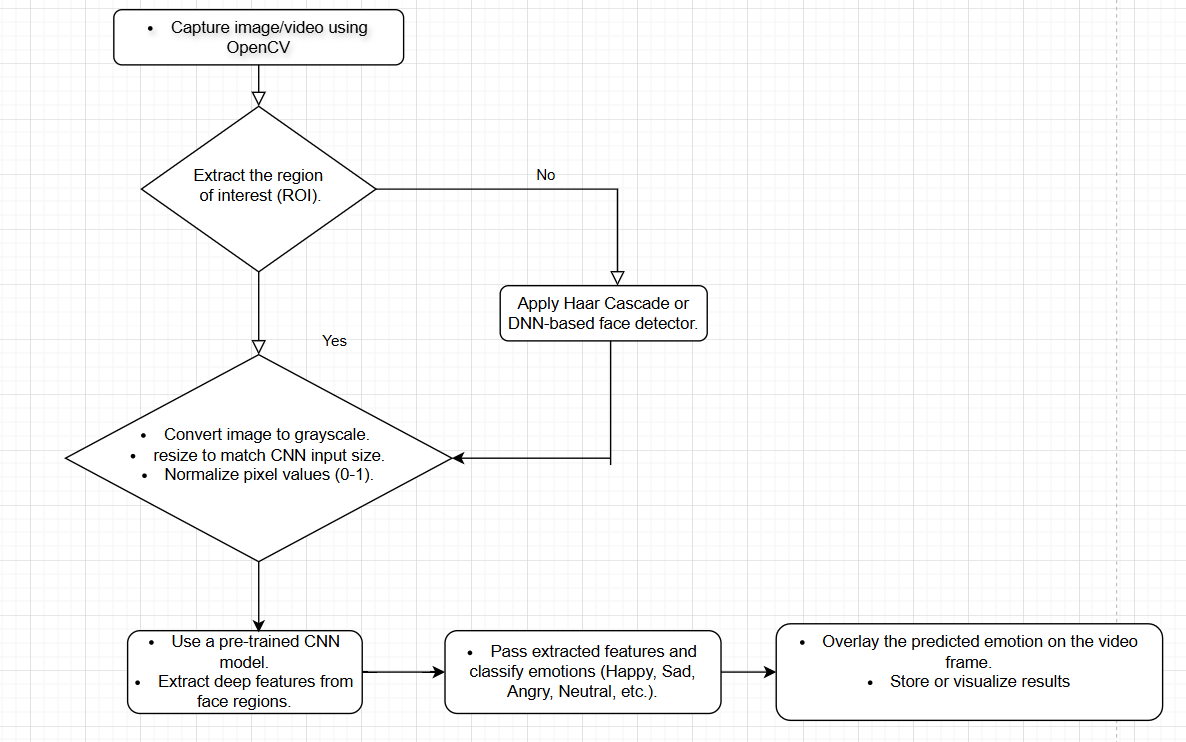 • Capture image/video using
OpenCV
Extract the region
of interest (ROI).
No
Apply Haar Cascade or
DNN-based face detector.
Yes
• Convert image to grayscale.
• resize to match CNN input size.
• Normalize pixel values (0-1).
• Use a pre-trained CNN
model.
• Extract deep features from
face regions.
• Pass extracted features and
classify emotions (Happy, Sad,
Angry, Neutral, etc.).
• Overlay the predicted emotion on the video
frame.
• Store or visualize results